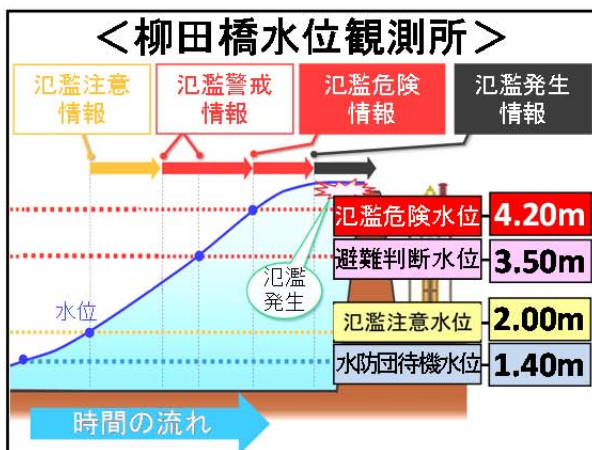 ＜柳田橋水位観測所＞
氾濫注意
情報
氾濫警戒
情報
氾濫危険
情報
氾濫発生
情報
氾濫危険水位 4.20m
避難判断水位 3.50m
氾濫
発生
水位
氾濫注意水位 2.00m
水防団待機水位 1.40m
時間の流れ